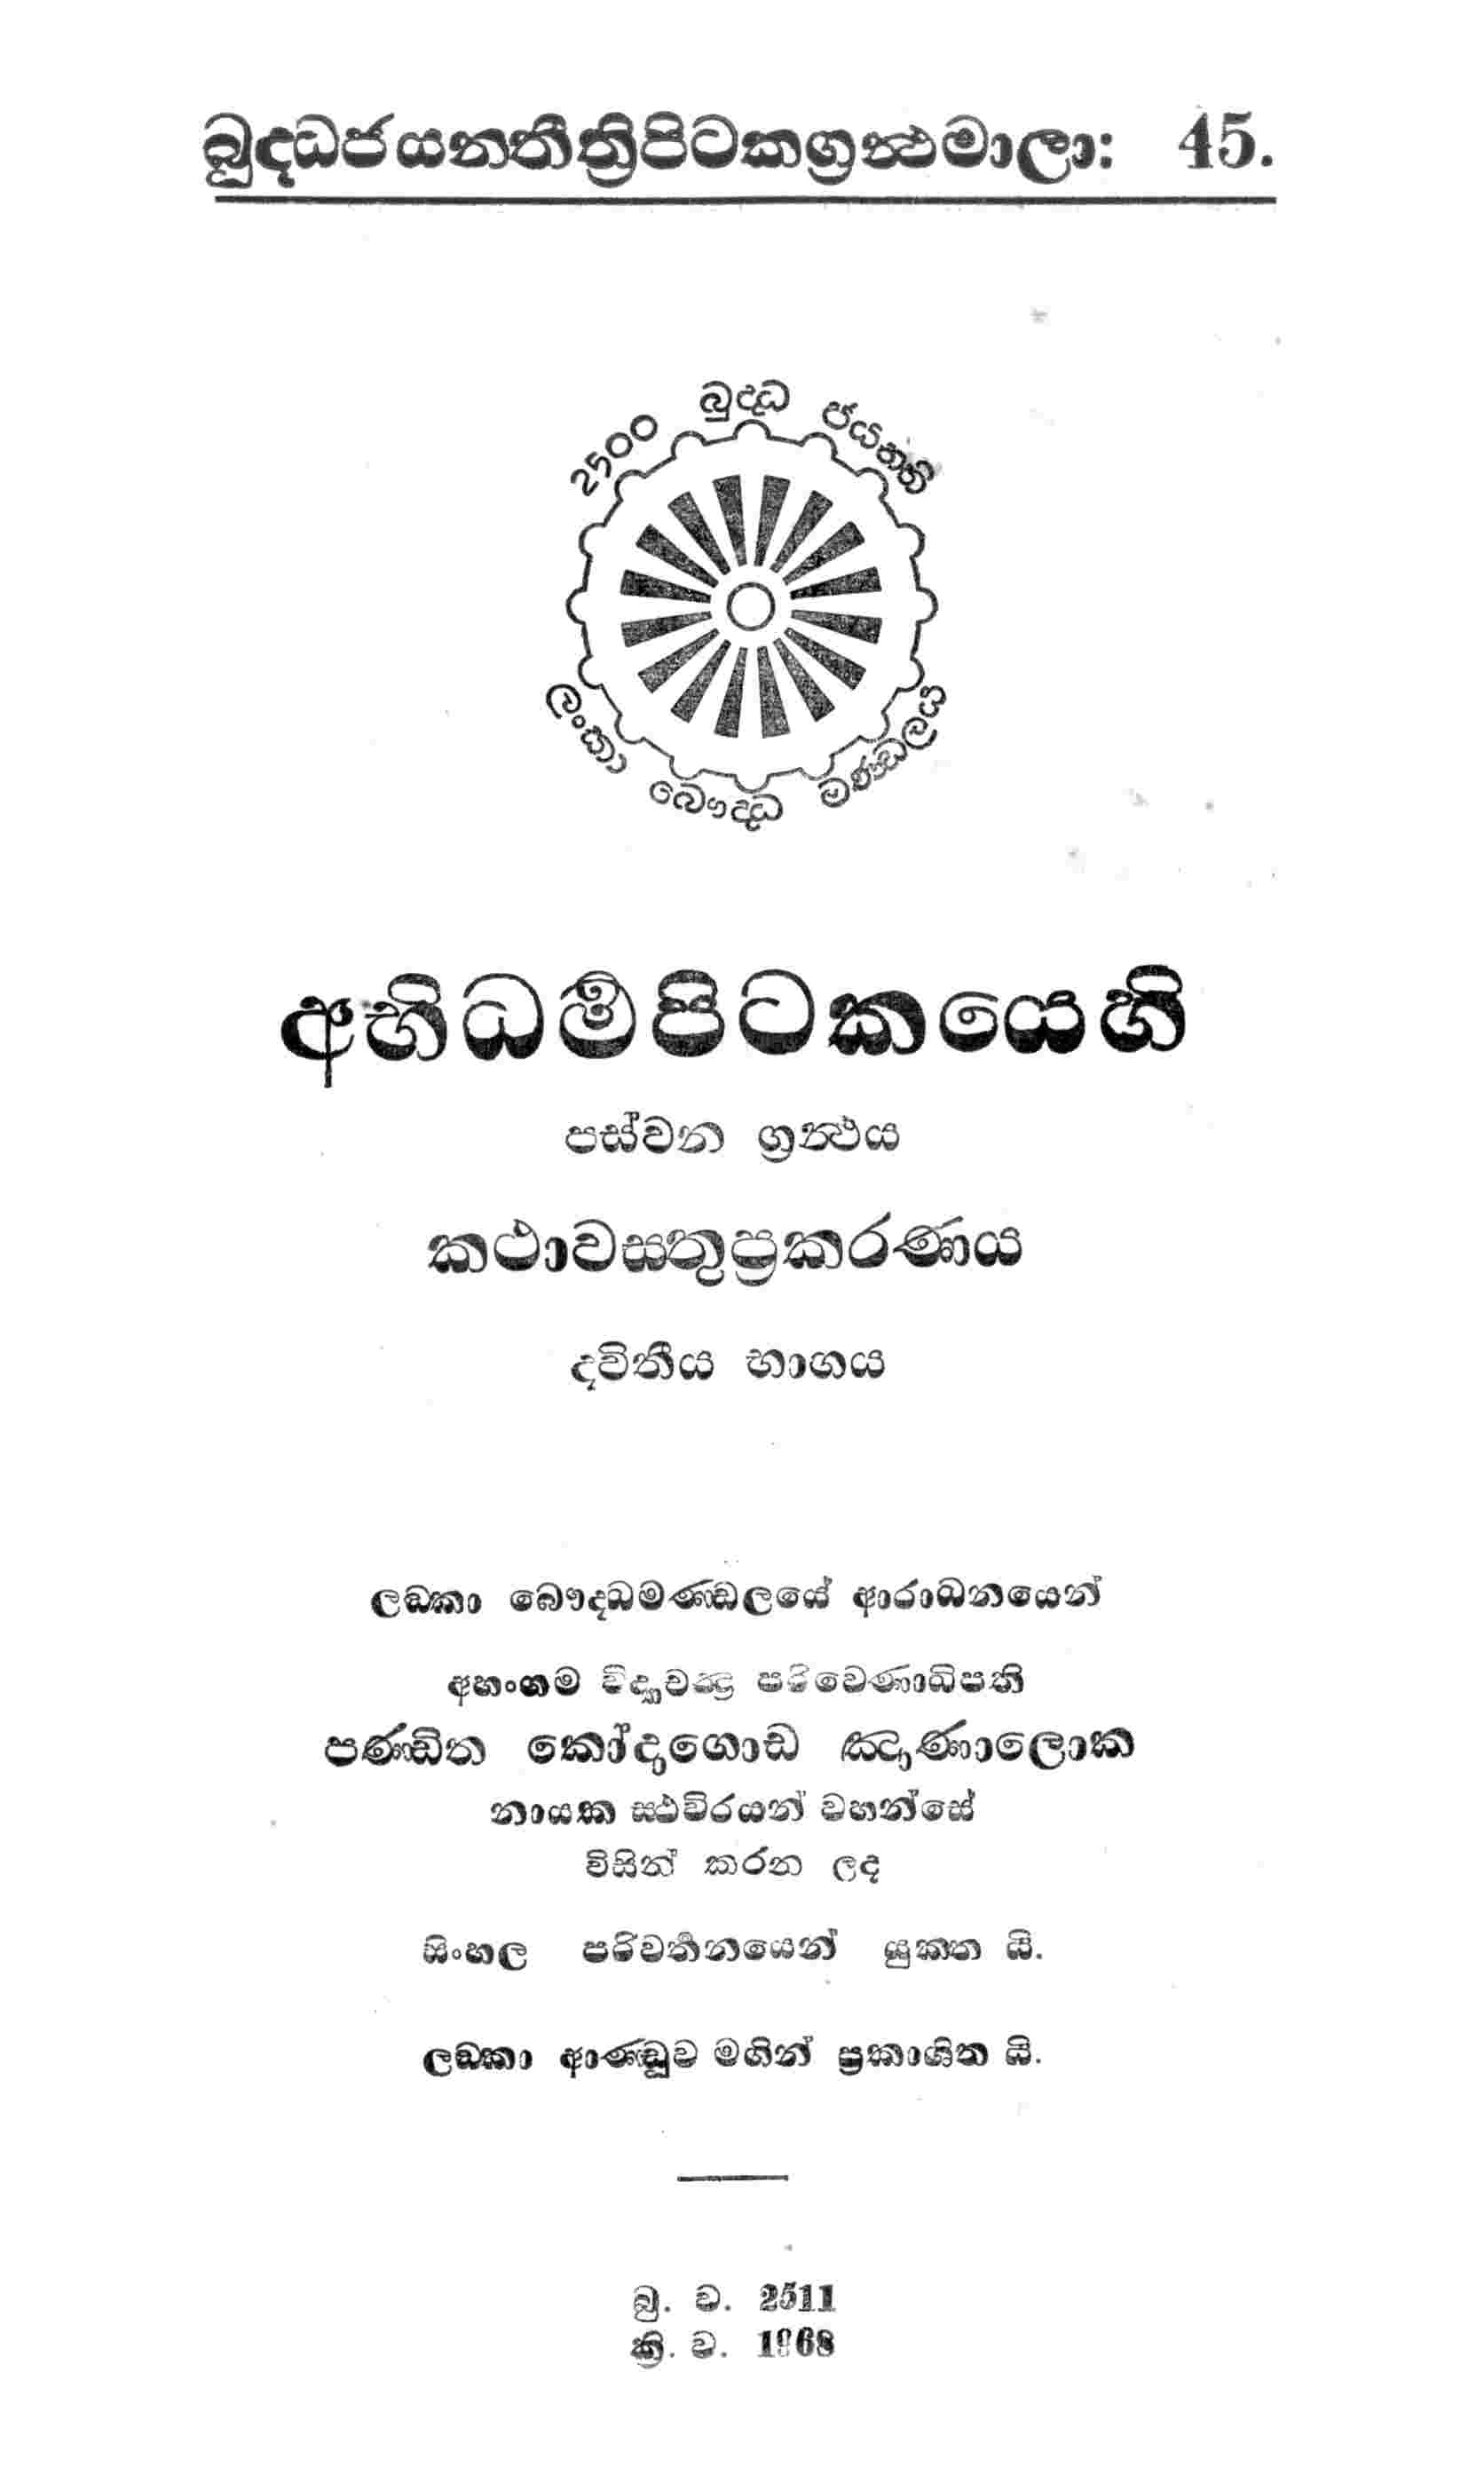 බුද්ධජයන්තීත්‍රිපිටකග්‍රන්ථමාලා: 45.
2500 බුද්ධ ජයන්ති
ලංකා බෞද්ධ මණ්ඩලය
අභිධර්‍මපිටකයෙහි
පස්වන ග්‍රන්ථය
කථාවස්තුප්‍රකරණය
ද්විතීය භාගය
ලඞ්කා බෞද්ධමණ්ඩලයේ ආරාධනයෙන්
අහංගම විද්‍යාචන්ද්‍ර පරිවෙණාධිපති
පණ්ඩිත කෝදාගොඩ ඤාණාලොක
නායක ස්ථවිරයන් වහන්සේ
විසින් කරන ලද
සිංහල පරිවර්‍තනයෙන් යුක්ත යි.
ලඞ්කා ආණ්ඩුව මගින් ප්‍රකාශිත යි.
බු. ව. 2511
ක්‍රි. ව. 1968